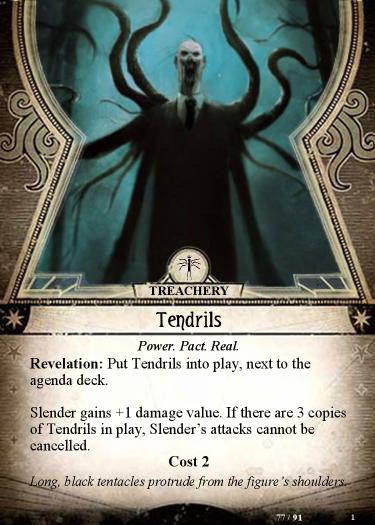 TREACHERY
Tendrils
Power. Pact. Real.
Revelation: Put Tendrils into play, next to the
agenda deck.
Slender gains +1 damage value. If there are 3 copies
of Tendrils in play, Slender's attacks cannot be
cancelled.
Cost 2
Long, black tentacles protrude from the figure's shoulders.
77 / 91 1